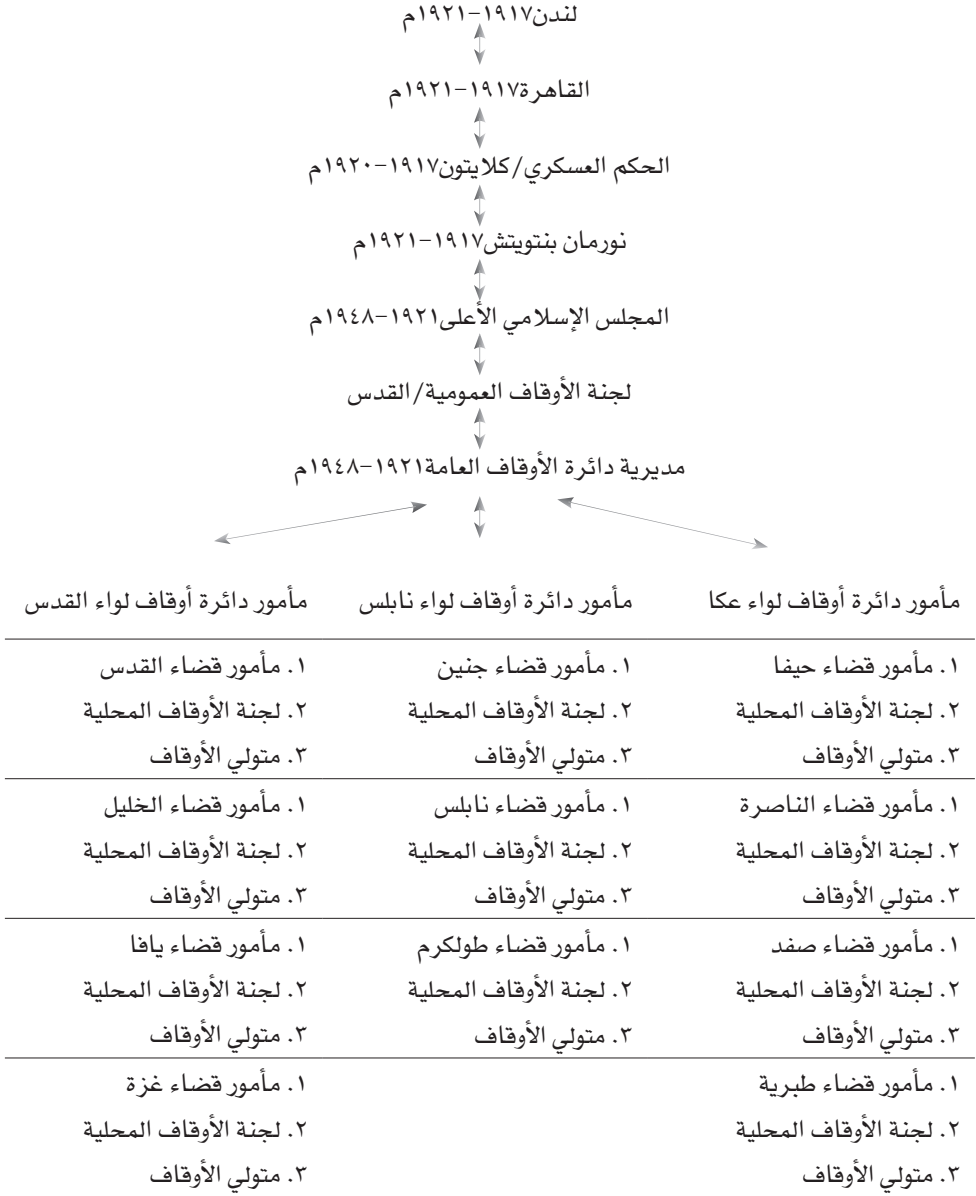 لندن١٩١٧–١٩٢١م
القاهرة١٩١٧–١٩٢١م
الحكم العسكري/كلايتون١٩١٧–١٩٢٠م
نورمان بنتويتش١٩١٧–١٩٢١م
المجلس الإسلامي الأعلى١٩٢١–١٩٤٨م
لجنة الأوقاف العمومية/القدس
مديرية دائرة الأوقاف العامة١٩٢١–١٩٤٨م
مأمور دائرة أوقاف لواء عكا
مأمور دائرة أوقاف لواء نابلس
مأمور دائرة أوقاف لواء القدس
١. مأمور قضاء حيفا
٢. لجنة الأوقاف المحلية
٣. متولي الأوقاف
١. مأمور قضاء جنين
٢. لجنة الأوقاف المحلية
٣. متولي الأوقاف
١. مأمور قضاء القدس
٢. لجنة الأوقاف المحلية
٣. متولي الأوقاف
١. مأمور قضاء الناصرة
٢. لجنة الأوقاف المحلية
٣. متولي الأوقاف
١. مأمور قضاء نابلس
٢. لجنة الأوقاف المحلية
٣. متولي الأوقاف
١. مأمور قضاء الخليل
٢. لجنة الأوقاف المحلية
٣. متولي الأوقاف
١. مأمور قضاء صفد
٢. لجنة الأوقاف المحلية
٣. متولي الأوقاف
١. مأمور قضاء طولكرم
٢. لجنة الأوقاف المحلية
٣. متولي الأوقاف
١. مأمور قضاء يافا
٢. لجنة الأوقاف المحلية
٣. متولي الأوقاف
١. مأمور قضاء طبرية
٢. لجنة الأوقاف المحلية
٣. متولي الأوقاف
١. مأمور قضاء غزة
٢. لجنة الأوقاف المحلية
٣. متولي الأوقاف